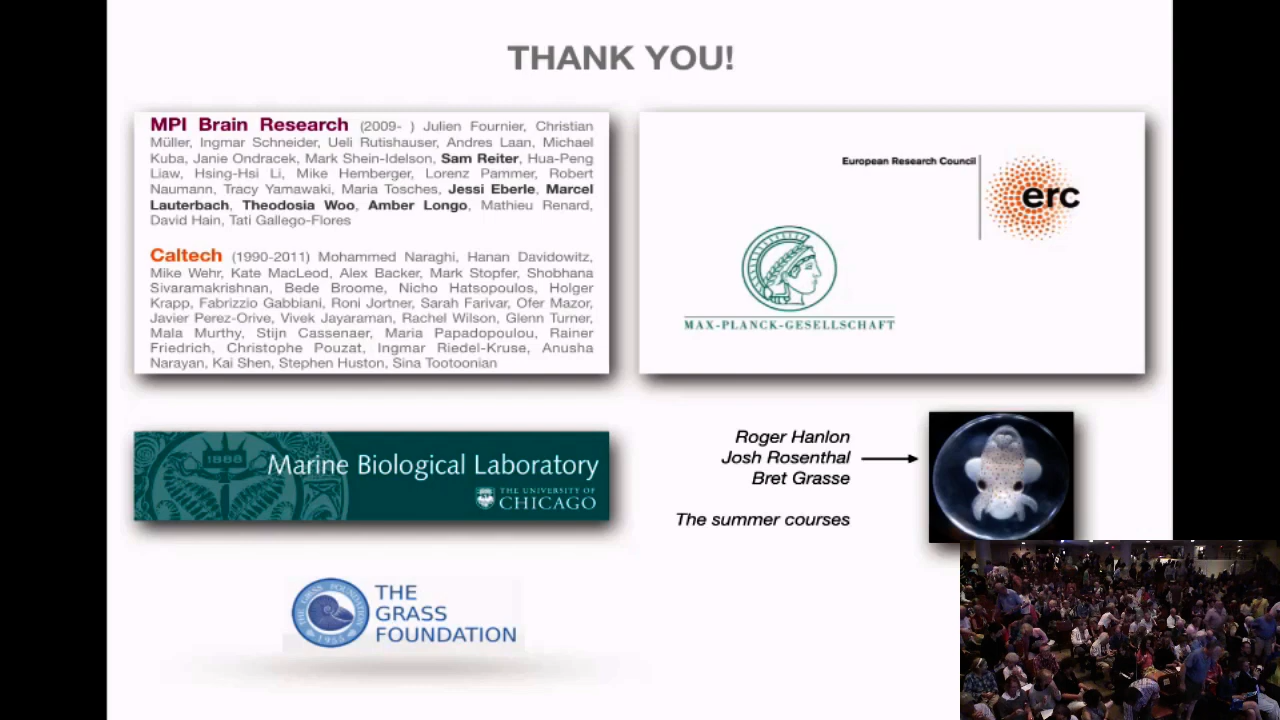 THANK YOU!
MPI Brain Research (2009- ) Julien Fournier, Christian
Müller, Ingmar Schneider, Ueli Rutishauser, Andres Laan, Michael
Kuba, Janie Ondracek, Mark Shein-Idelson, Sam Reiter, Hua-Peng
Liaw, Hsing-Hsi Li, Mike Hemberger, Lorenz Pammer, Robert
Naumann, Tracy Yamawaki, Maria Tosches, Jessi Eberle, Marcel
Lauterbach, Theodosia Woo, Amber Longo, Mathieu Renard,
David Hain, Tati Gallego-Flores
Caltech (1990-2011) Mohammed Naraghi, Hanan Davidowitz,
Mike Wehr, Kate MacLeod, Alex Backer, Mark Stopfer, Shobhana
Sivaramakrishnan, Bede Broome, Nicho Hatsopoulos, Holger
Krapp, Fabrizzio Gabbiani, Roni Jortner, Sarah Farivar, Ofer Mazor,
Javier Perez-Orive, Vivek Jayaraman, Rachel Wilson, Glenn Turner,
Mala Murthy, Stijn Cassenaer, Maria Papadopoulou, Rainer
Friedrich, Christophe Pouzat, Ingmar Riedel-Kruse, Anusha
Narayan, Kai Shen, Stephen Huston, Sina Tootoonian
European Research Council
erc
MAX-PLANCK-GESELLSCHAFT
1888
Marine Biological Laboratory
THE UNIVERSITY OF
CHICAGO
Roger Hanlon
Josh Rosenthal
Bret Grasse
The summer courses
THE GRASS FOUNDATION
1955
THE
GRASS
FOUNDATION